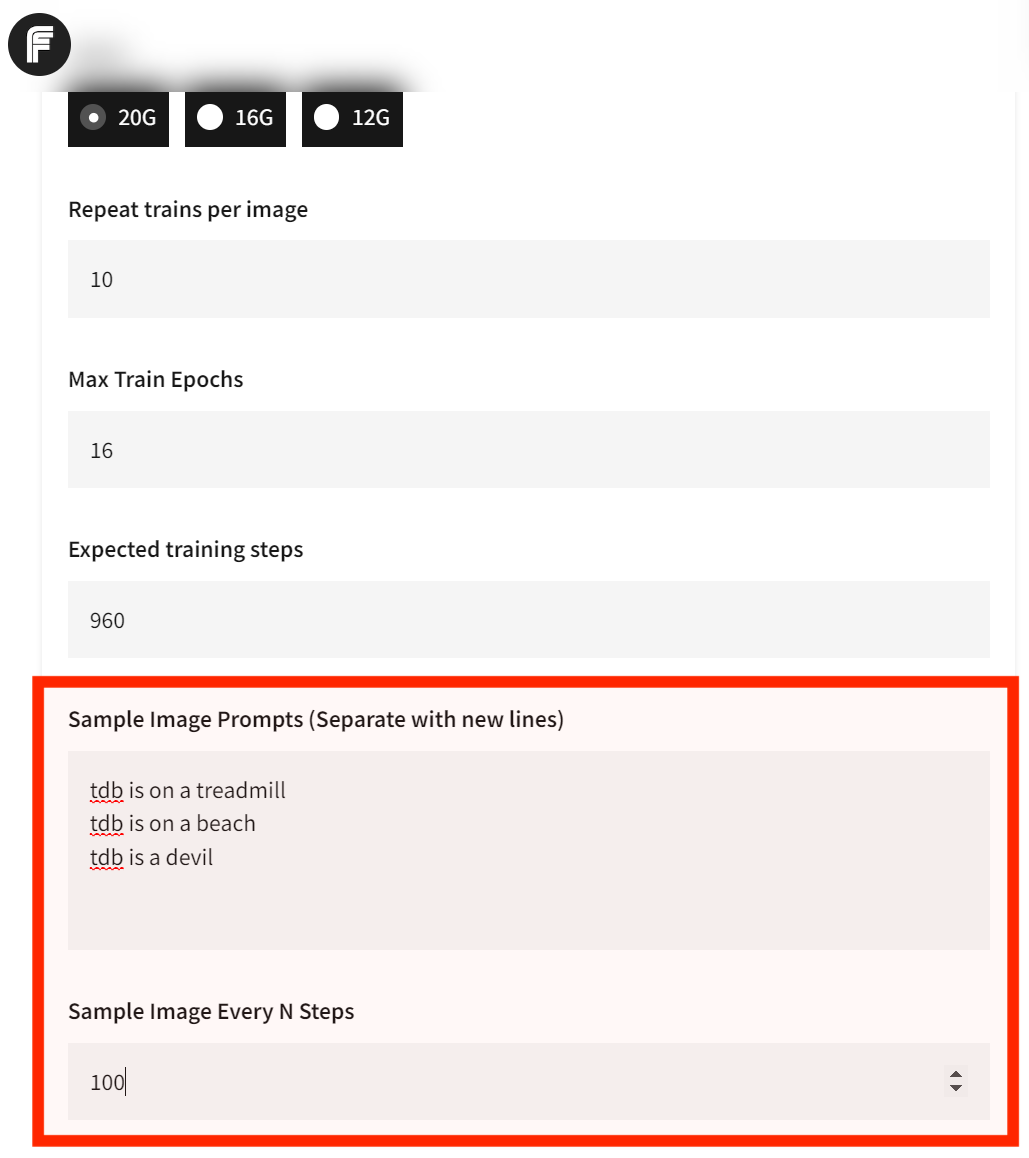 F
20G 16G 12G
Repeat trains per image
10
Max Train Epochs
16
Expected training steps
960
Sample Image Prompts (Separate with new lines)
tdb is on a treadmill
tdb is on a beach
tdb is a devil
Sample Image Every N Steps
100